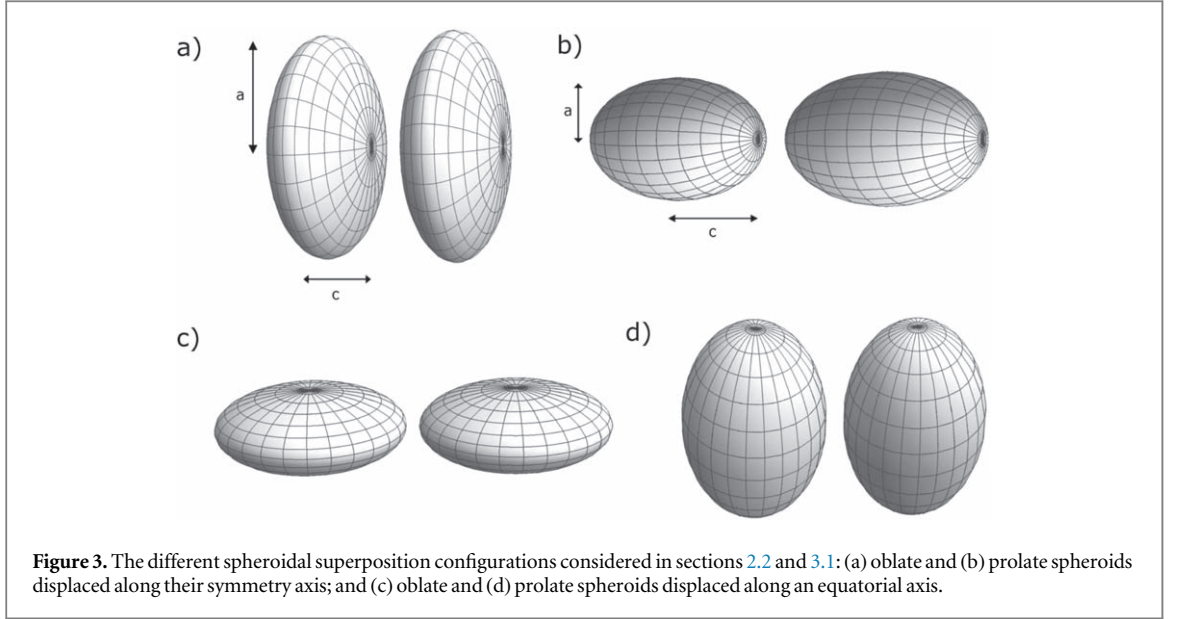 a)
a
c
b)
a
c
c)
d)
Figure 3. The different spheroidal superposition configurations considered in sections 2.2 and 3.1: (a) oblate and (b) prolate spheroids
displaced along their symmetry axis; and (c) oblate and (d) prolate spheroids displaced along an equatorial axis.